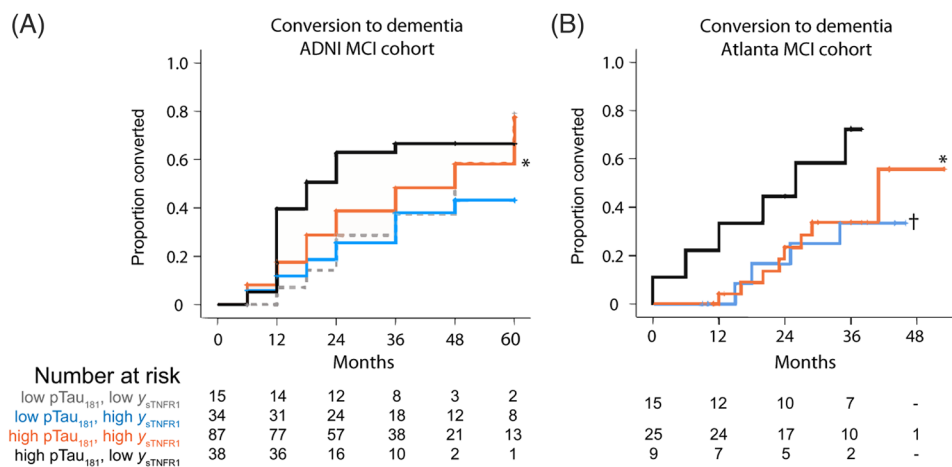 (A)
Conversion to dementia
ADNI MCI cohort
1.0
0.8
0.6
0.4
0.2
0
Proportion converted
*
0 12 24 36 48 60
Months
(B)
Conversion to dementia
Atlanta MCI cohort
1.0
0.8
0.6
0.4
0.2
0
Proportion converted
*
†
0 12 24 36 48
Months
Number at risk
low pTau181, low ysTNFR1 15 14 12 8 3 2
low pTau181, high ysTNFR1 34 31 24 18 12 8 15 12 10 7 -
high pTau181, high ysTNFR1 87 77 57 38 21 13 25 24 17 10 1
high pTau181, low ysTNFR1 38 36 16 10 2 1 9 7 5 2 -